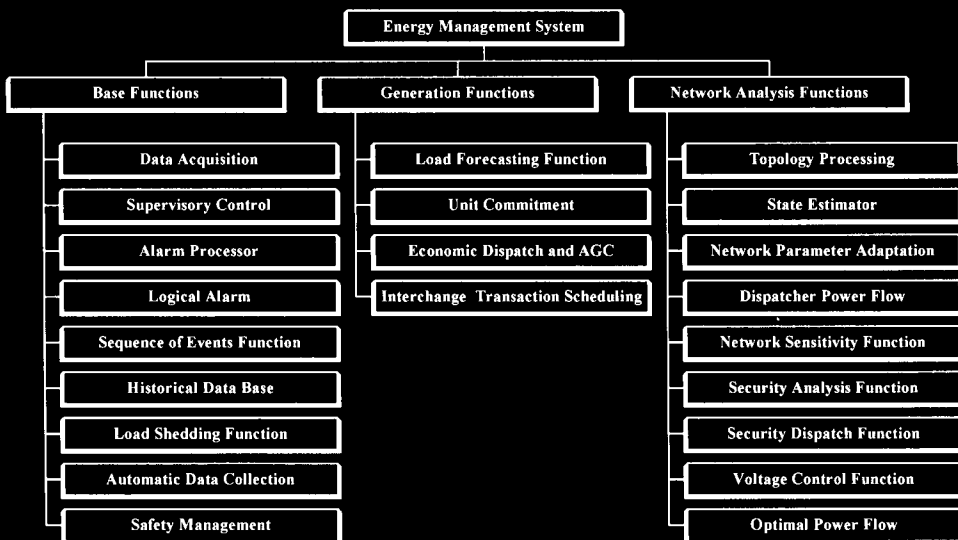 Energy Management System
Base Functions
Generation Functions
Network Analysis Functions
Data Acquisition
Supervisory Control
Alarm Processor
Logical Alarm
Sequence of Events Function
Historical Data Base
Load Shedding Function
Automatic Data Collection
Safety Management
Load Forecasting Function
Unit Commitment
Economic Dispatch and AGC
Interchange Transaction Scheduling
Topology Processing
State Estimator
Network Parameter Adaptation
Dispatcher Power Flow
Network Sensitivity Function
Security Analysis Function
Security Dispatch Function
Voltage Control Function
Optimal Power Flow